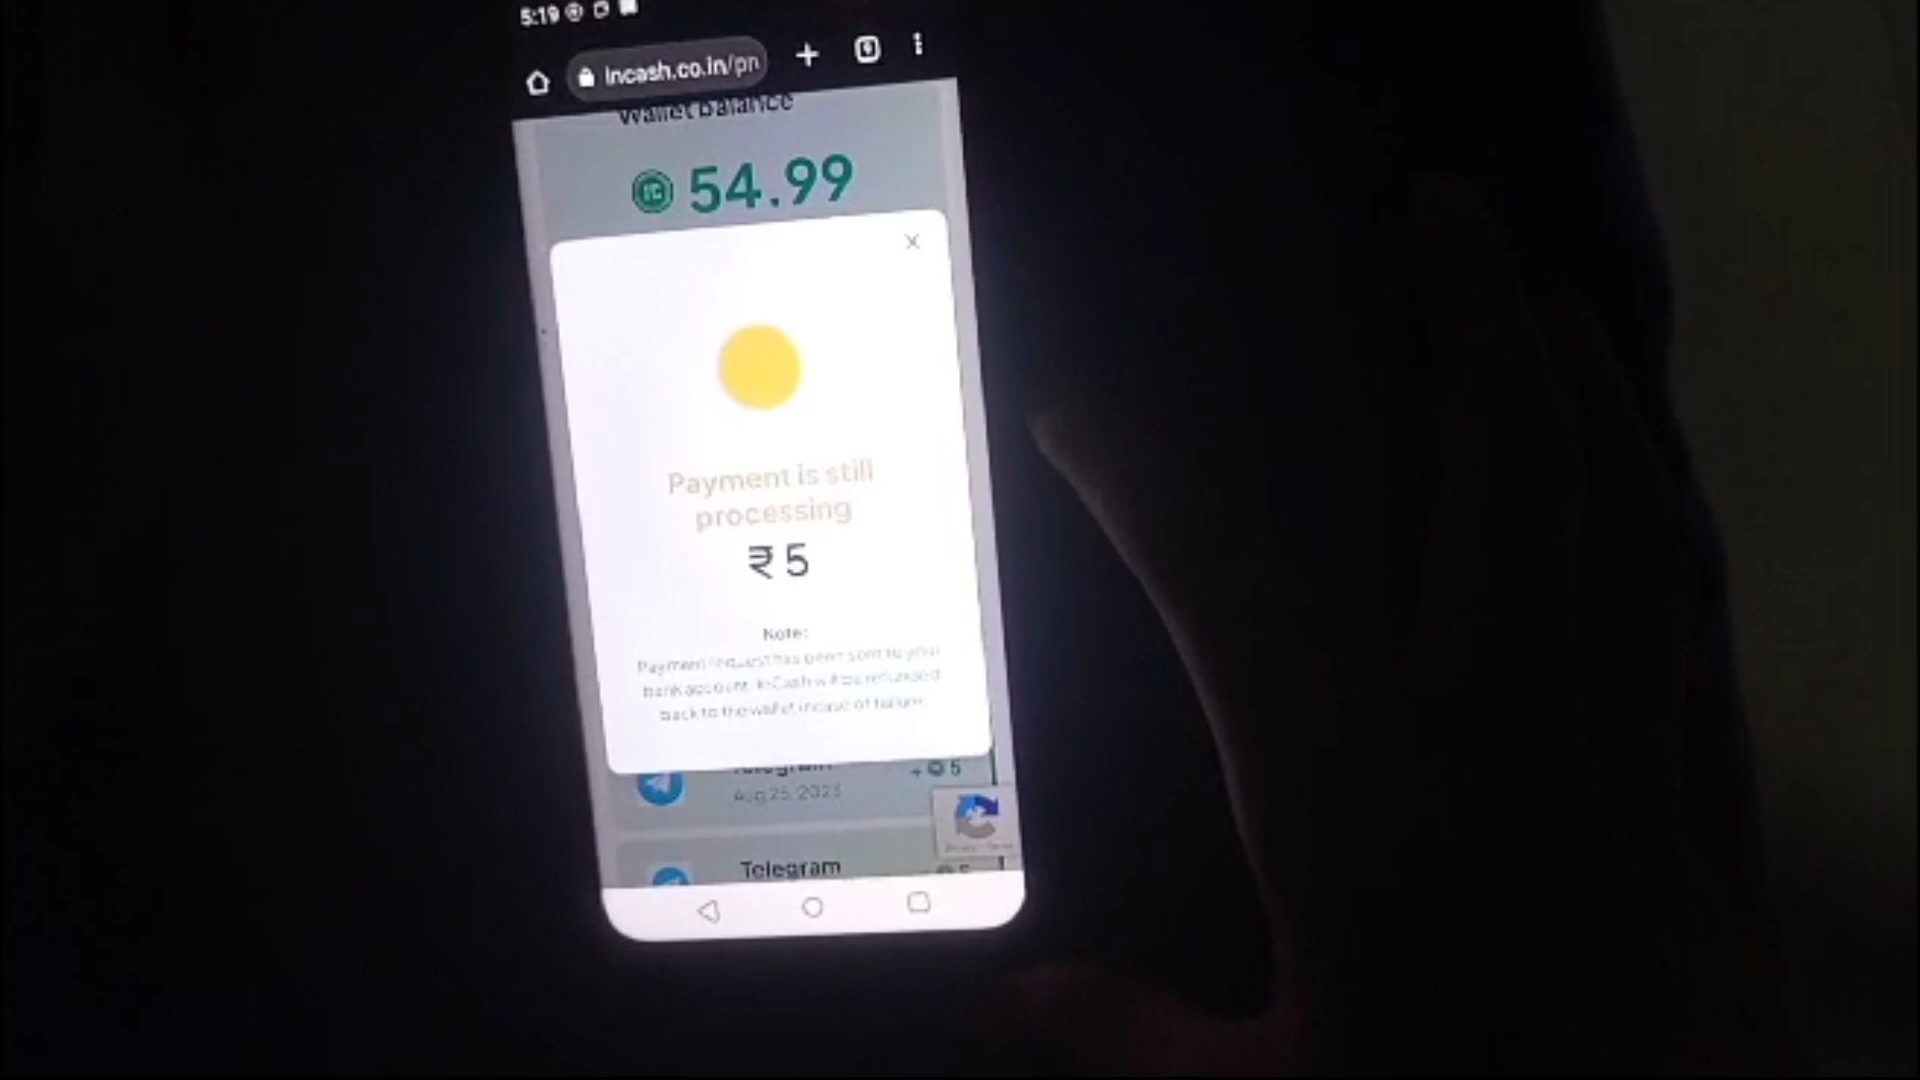 5:19
incash.co.in/pr
Wallet balance
54.99
Payment is still
processing
₹5
Note:
Payment request has been sent to your
bank account. InCash will be refunded
back to the wallet incase of failure.
Telegram
+ 5
Aug 25, 2023
Telegram